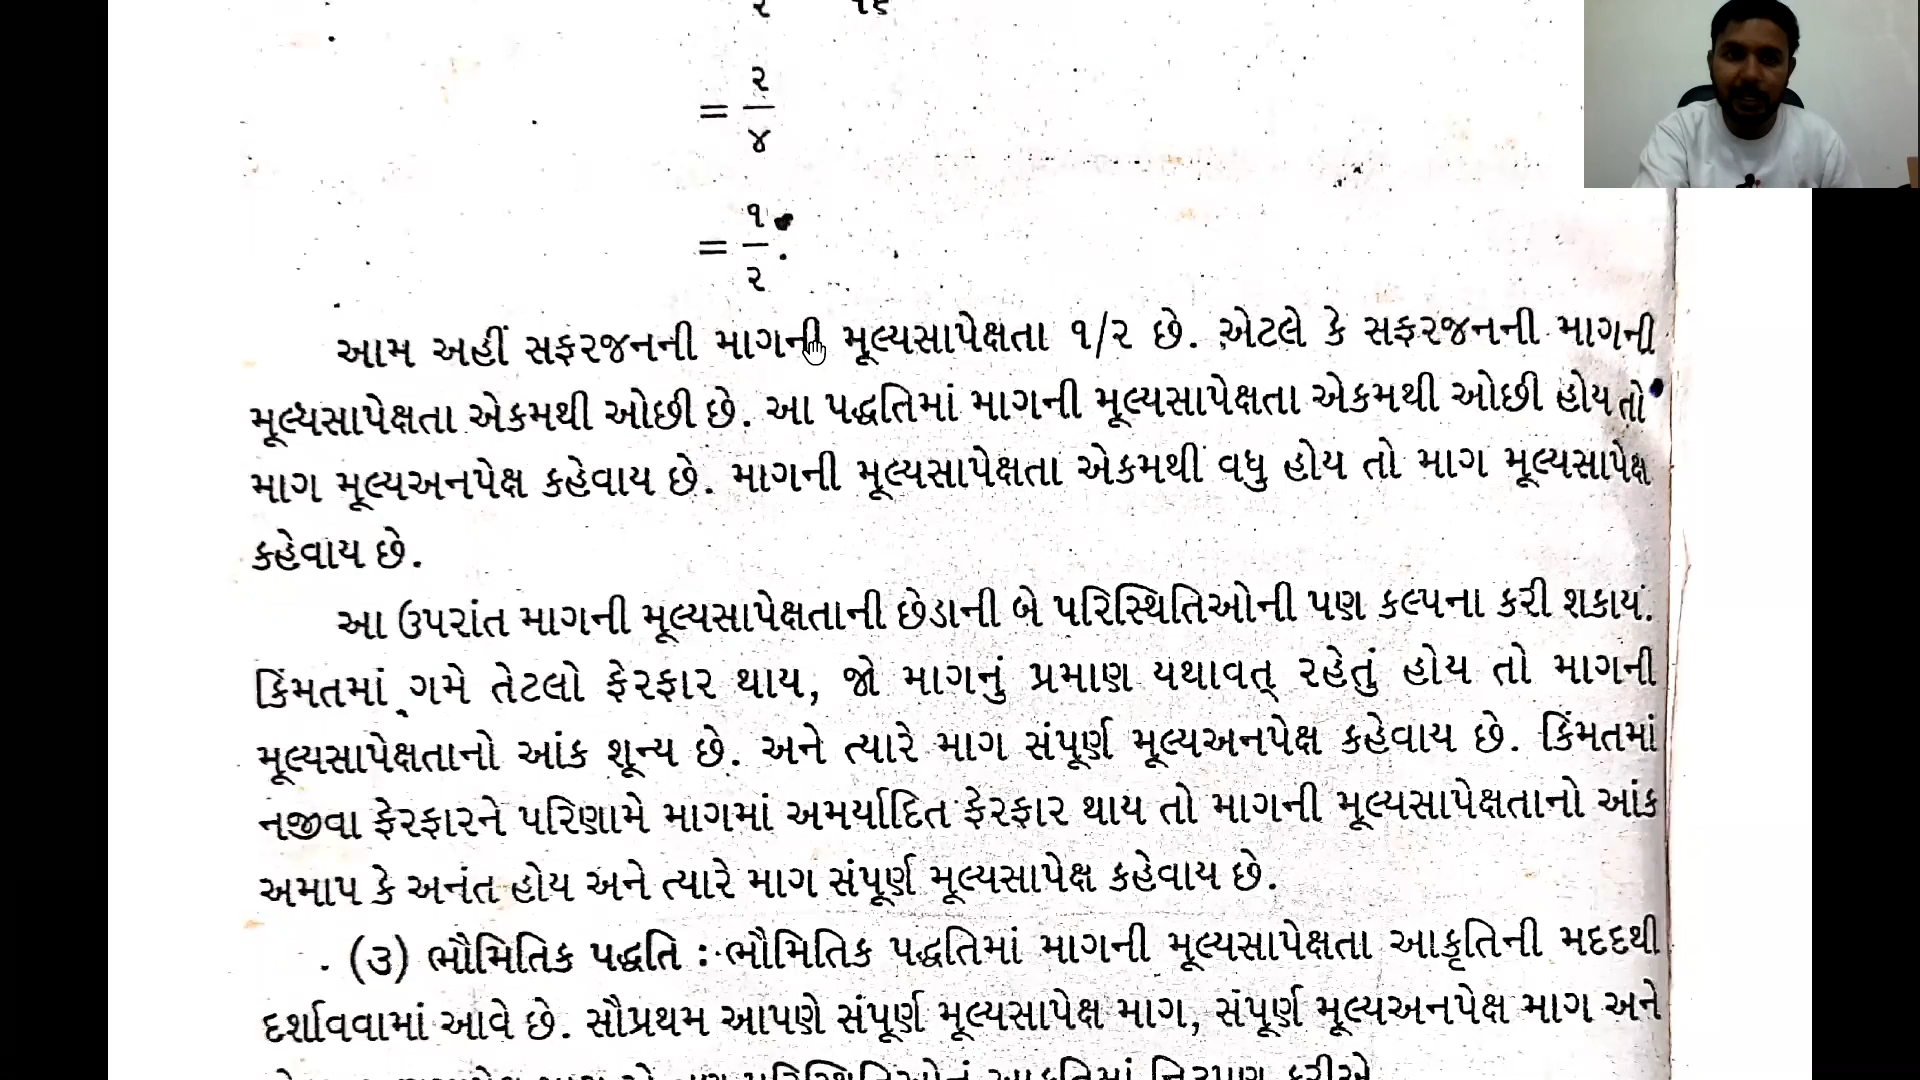 ૨ ૧૬
= ૨/૪
= ૧/૨
આમ અહીં સફરજનની માગની મૂલ્યસાપેક્ષતા ૧/૨ છે. એટલે કે સફરજનની માગની
મૂલ્યસાપેક્ષતા એકમથી ઓછી છે. આ પદ્ધતિમાં માગની મૂલ્યસાપેક્ષતા એકમથી ઓછી હોય તો
માગ મૂલ્યઅનપેક્ષ કહેવાય છે. માગની મૂલ્યસાપેક્ષતા એકમથી વધુ હોય તો માગ મૂલ્યસાપેક્ષ
કહેવાય છે.
આ ઉપરાંત માગની મૂલ્યસાપેક્ષતાની છેડાની બે પરિસ્થિતિઓની પણ કલ્પના કરી શકાય.
કિંમતમાં ગમે તેટલો ફેરફાર થાય, જો માગનું પ્રમાણ યથાવત્ રહેતું હોય તો માગની
મૂલ્યસાપેક્ષતાનો આંક શૂન્ય છે. અને ત્યારે માગ સંપૂર્ણ મૂલ્યઅનપેક્ષ કહેવાય છે. કિંમતમાં
નજીવા ફેરફારને પરિણામે માગમાં અમર્યાદિત ફેરફાર થાય તો માગની મૂલ્યસાપેક્ષતાનો આંક
અમાપ કે અનંત હોય અને ત્યારે માગ સંપૂર્ણ મૂલ્યસાપેક્ષ કહેવાય છે.
(૩) ભૌમિતિક પદ્ધતિ : ભૌમિતિક પદ્ધતિમાં માગની મૂલ્યસાપેક્ષતા આકૃતિની મદદથી
દર્શાવવામાં આવે છે. સૌપ્રથમ આપણે સંપૂર્ણ મૂલ્યસાપેક્ષ માગ, સંપૂર્ણ મૂલ્યઅનપેક્ષ માગ અને